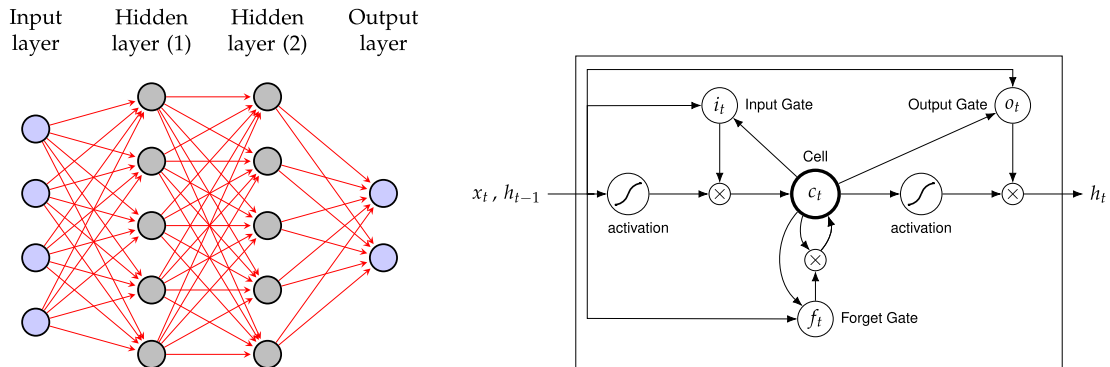 Input
layer
Hidden
layer (1)
Hidden
layer (2)
Output
layer
i_t
Input Gate
Output Gate
o_t
Cell
x_t , h_{t−1}
×
c_t
×
h_t
activation
activation
×
f_t
Forget Gate